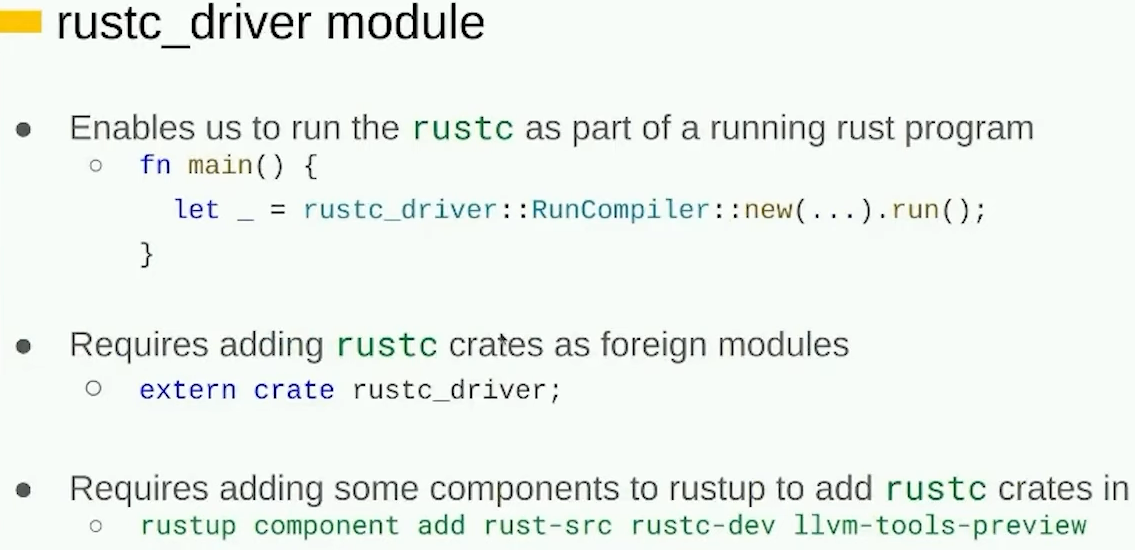 rustc_driver module
Enables us to run the rustc as part of a running rust program
fn main() {
let _ = rustc_driver::RunCompiler::new(...).run();
}
Requires adding rustc crates as foreign modules
extern crate rustc_driver;
Requires adding some components to rustup to add rustc crates in
rustup component add rust-src rustc-dev llvm-tools-preview